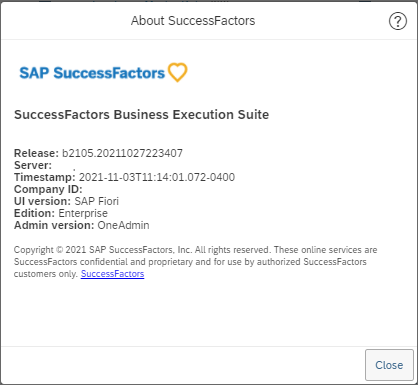 About SuccessFactors
?
SAP SuccessFactors
SuccessFactors Business Execution Suite
Release: b2105.20211027223407
Server:
Timestamp: 2021-11-03T11:14:01.072-0400
Company ID:
UI version: SAP Fiori
Edition: Enterprise
Admin version: OneAdmin
Copyright © 2021 SAP SuccessFactors, Inc. All rights reserved. These online services are
SuccessFactors confidential and proprietary and for use by authorized SuccessFactors
customers only. SuccessFactors
Close